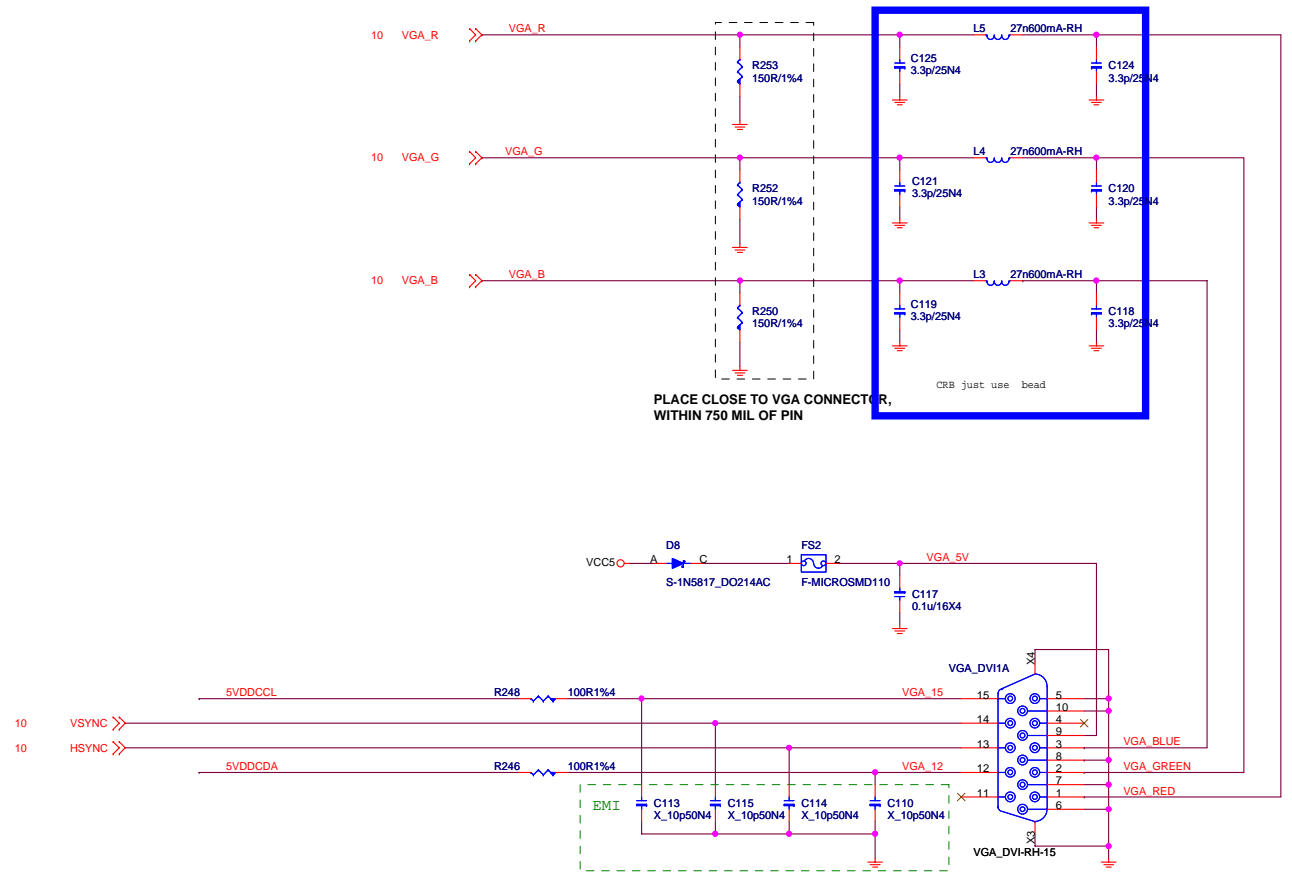 10 VGA_R VGA_R L5 27n600mA-RH
R253
150R/1%4
C125
3.3p/25N4
C124
3.3p/25N4
10 VGA_G VGA_G L4 27n600mA-RH
R252
150R/1%4
C121
3.3p/25N4
C120
3.3p/25N4
10 VGA_B VGA_B L3 27n600mA-RH
R250
150R/1%4
C119
3.3p/25N4
C118
3.3p/25N4
CRB just use bead
PLACE CLOSE TO VGA CONNECTOR,
WITHIN 750 MIL OF PIN
D8 FS2
VCC5 A C 1 2 VGA_5V
S-1N5817_DO214AC F-MICROSMD110
C117
0.1u/16X4
VGA_DVI1A X4
5VDDCCL R248 100R1%4 VGA_15 15 5
10
10 VSYNC 14 4
9
10 HSYNC 13 3 VGA_BLUE
8
5VDDCDA R246 100R1%4 VGA_12 12 2 VGA_GREEN
7
11 1 VGA_RED
6
EMI
C113
X_10p50N4
C115
X_10p50N4
C114
X_10p50N4
C110
X_10p50N4
X3
VGA_DVI-RH-15